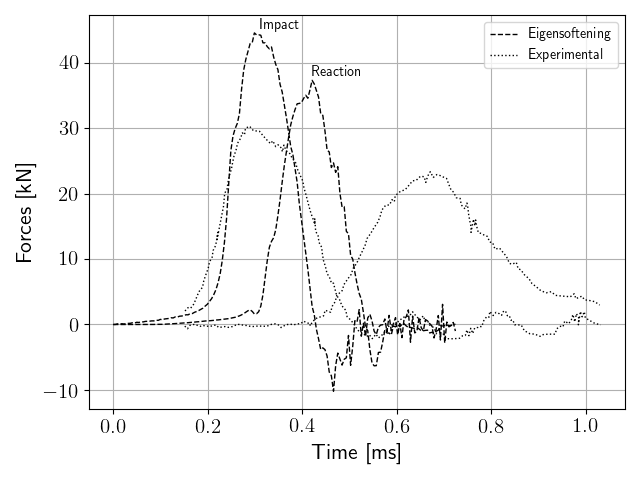 Impact
Reaction
Eigensoftening
Experimental
Forces [kN]
40
30
20
10
0
−10
0.0 0.2 0.4 0.6 0.8 1.0
Time [ms]